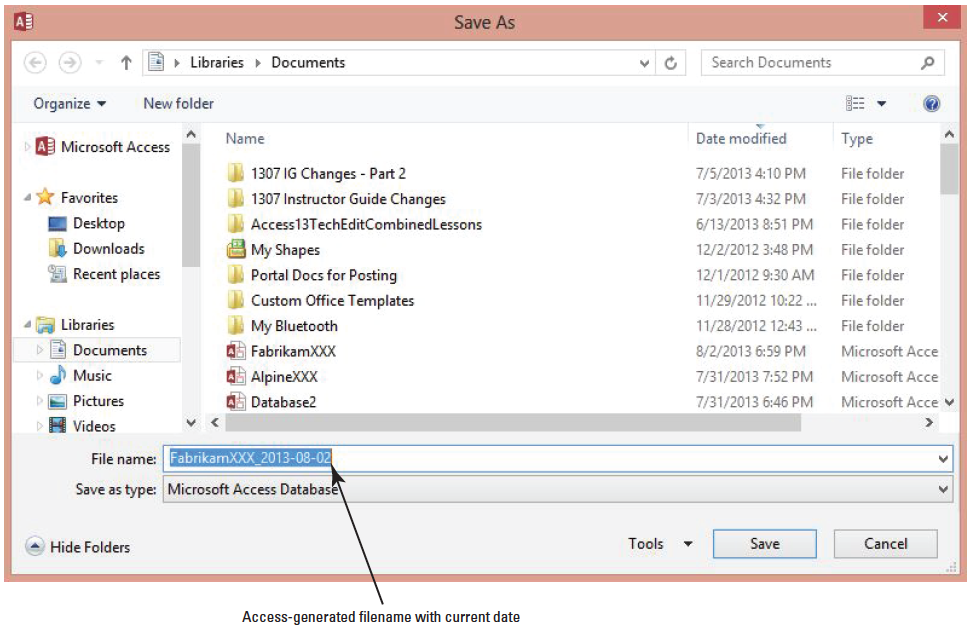 Save As
Libraries Documents Search Documents
Organize New folder
Microsoft Access
Favorites
Desktop
Downloads
Recent places
Libraries
Documents
Music
Pictures
Videos
Name Date modified Type
1307 IG Changes - Part 2 7/5/2013 4:10 PM File folder
1307 Instructor Guide Changes 7/3/2013 4:32 PM File folder
Access13TechEditCombinedLessons 6/13/2013 8:51 PM File folder
My Shapes 12/2/2012 3:48 PM File folder
Portal Docs for Posting 12/1/2012 9:30 AM File folder
Custom Office Templates 11/29/2012 10:22 ... File folder
My Bluetooth 11/28/2012 12:43 ... File folder
FabrikamXXX 8/2/2013 6:59 PM Microsoft Acce
AlpineXXX 7/31/2013 7:52 PM Microsoft Acce
Database2 7/31/2013 6:46 PM Microsoft Acce
File name: FabrikamXXX_2013-08-02
Save as type: Microsoft Access Database
Hide Folders Tools Save Cancel
Access-generated filename with current date